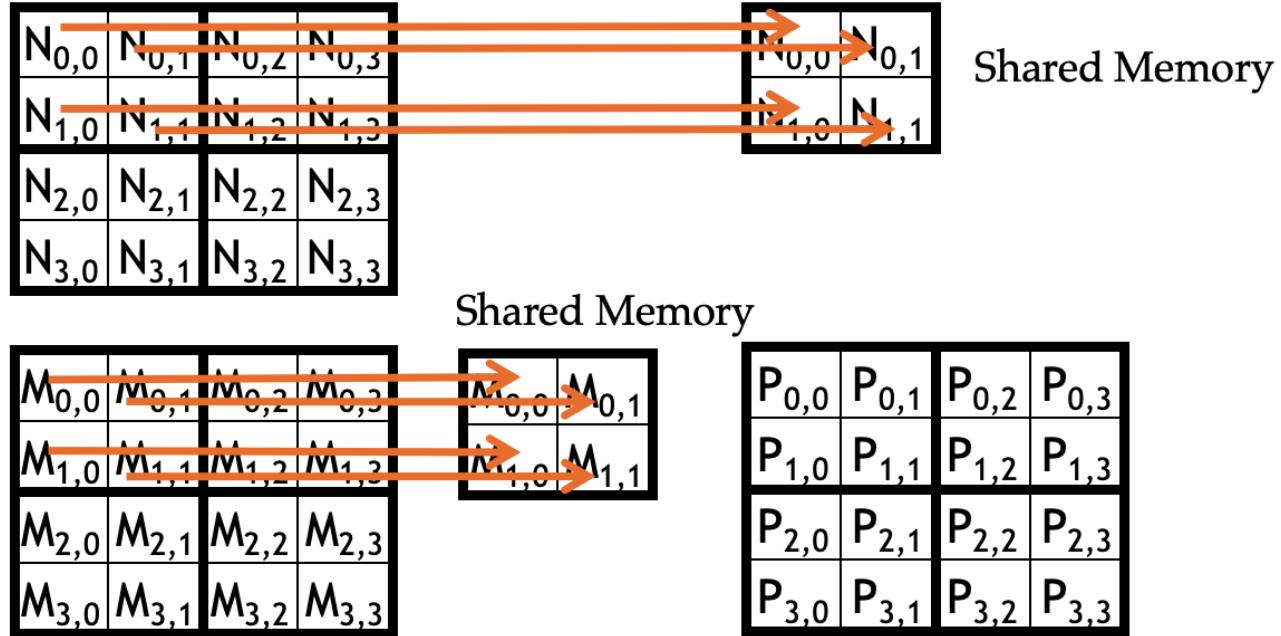 N0,0 N0,1 N0,2 N0,3
N1,0 N1,1 N1,2 N1,3
N2,0 N2,1 N2,2 N2,3
N3,0 N3,1 N3,2 N3,3
N0,0 N0,1
N1,0 N1,1
Shared Memory
Shared Memory
M0,0 M0,1 M0,2 M0,3
M1,0 M1,1 M1,2 M1,3
M2,0 M2,1 M2,2 M2,3
M3,0 M3,1 M3,2 M3,3
M0,0 M0,1
M1,0 M1,1
P0,0 P0,1 P0,2 P0,3
P1,0 P1,1 P1,2 P1,3
P2,0 P2,1 P2,2 P2,3
P3,0 P3,1 P3,2 P3,3